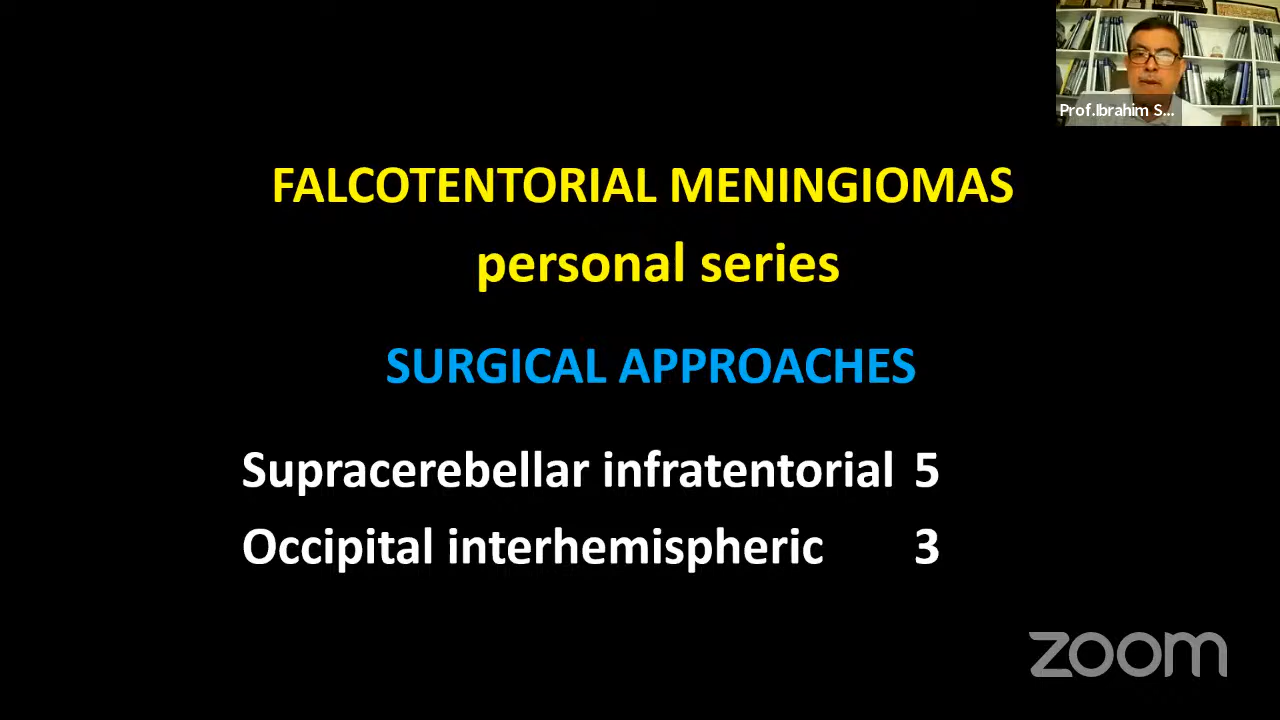 Prof.Ibrahim S...
FALCOTENTORIAL MENINGIOMAS
personal series
SURGICAL APPROACHES
Supracerebellar infratentorial 5
Occipital interhemispheric 3
zoom